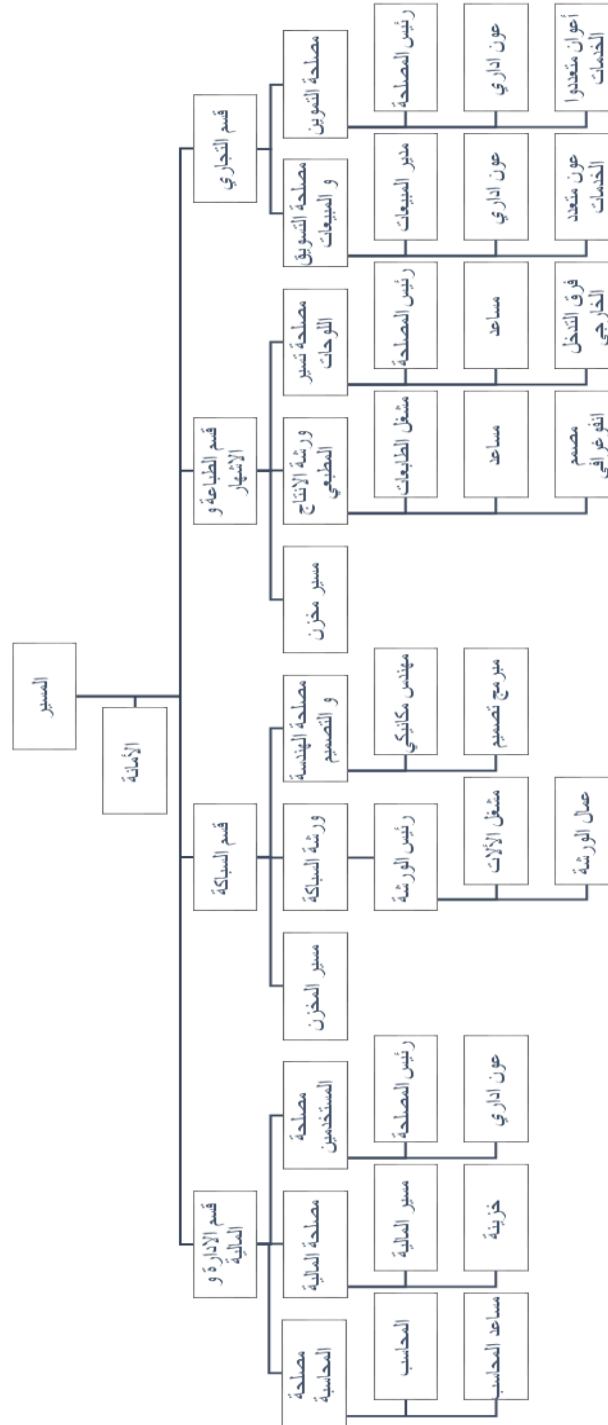 المسير
الأمانة
قسم التجاري
قسم الطباعة و
الاشهار
قسم السباكة
قسم الادارة و
المالية
مصلحة التموين
مصلحة التسويق
و المبيعات
مصلحة تسير
اللوحات
ورشة الانتاج
المطبعي
مسير مخزن
مصلحة الهندسة
و التصميم
ورشة السباكة
مسير المخزن
مصلحة
المستخدمين
مصلحة المالية
مصلحة
المحاسبة
رئيس المصلحة
مدير المبيعات
رئيس المصلحة
مشغل الطابعات
مهندس مكانيكي
رئيس الورشة
رئيس المصلحة
مسير المالية
المحاسب
عون اداري
عون اداري
مساعد
مساعد
مبرمج تصميم
مشغل الألات
عون اداري
خزينة
مساعد المحاسب
أعوان متعددوا
الخدمات
عون متعدد
الخدمات
فرق التدخل
الخارجي
مصمم
انفوغرافي
عمال الورشة